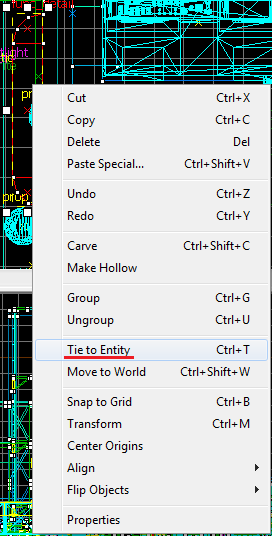 Cut Ctrl+X
Copy Ctrl+C
Delete Del
Paste Special... Ctrl+Shift+V
Undo Ctrl+Z
Redo Ctrl+Y
Carve Ctrl+Shift+C
Make Hollow
Group Ctrl+G
Ungroup Ctrl+U
Tie to Entity Ctrl+T
Move to World Ctrl+Shift+W
Snap to Grid Ctrl+B
Transform Ctrl+M
Center Origins
Align
Flip Objects
Properties